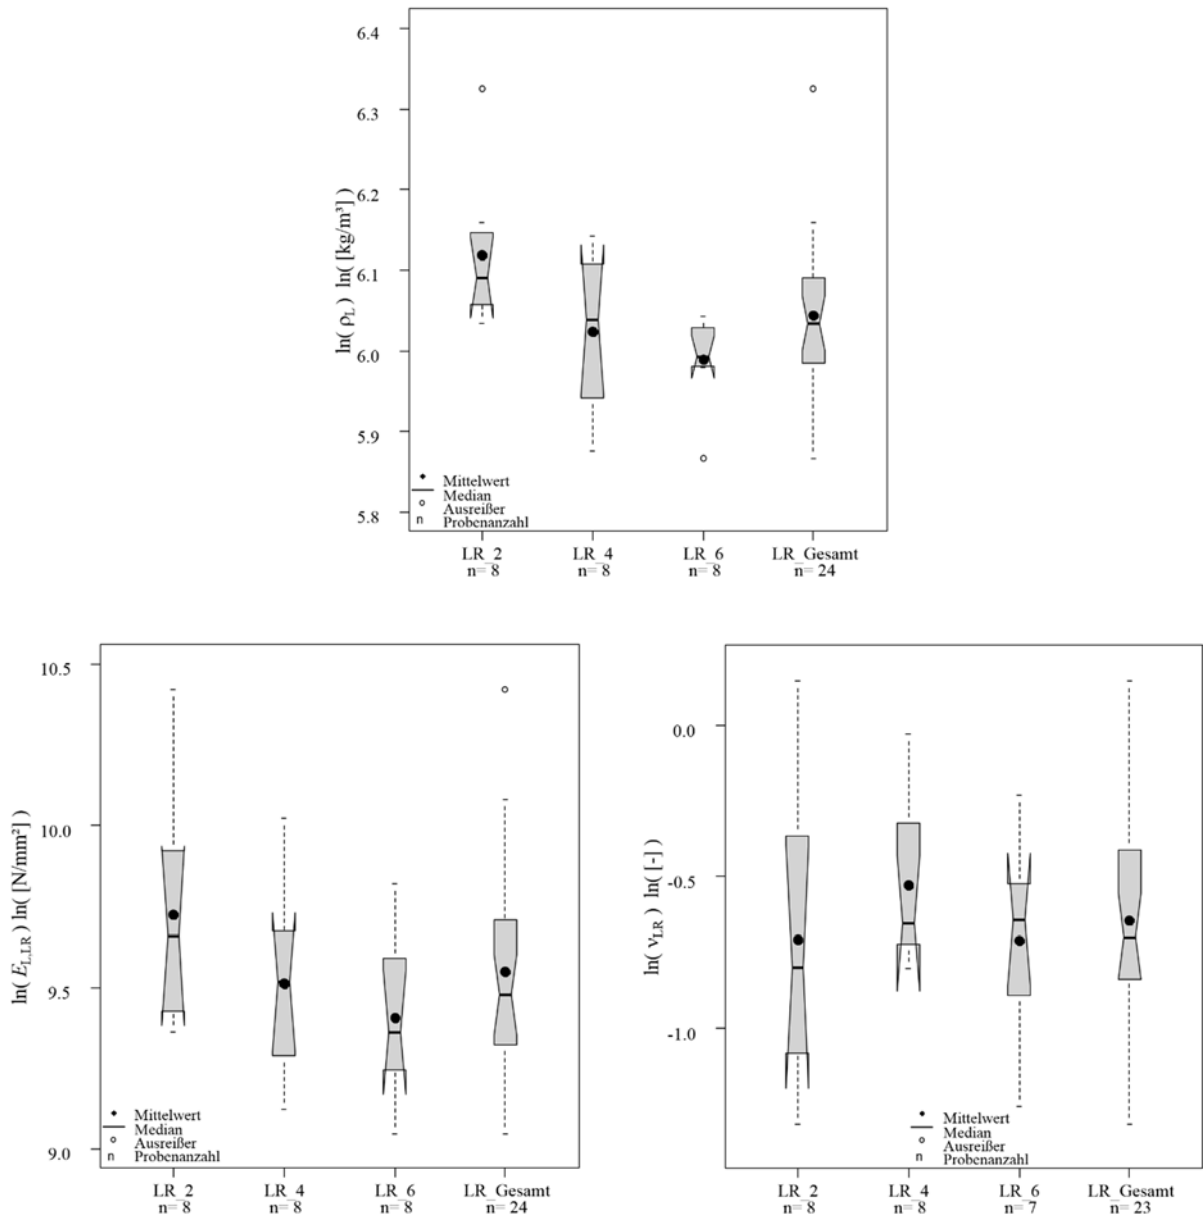 6.4
6.3
6.2
6.1
6.0
5.9
5.8
ln( ρL ) ln( [kg/m³] )
Mittelwert
Median
Ausreißer
n Probenanzahl
LR_2 LR_4 LR_6 LR_Gesamt
n= 8 n= 8 n= 8 n= 24
10.5
10.0
9.5
9.0
ln( EL,LR ) ln( [N/mm²] )
Mittelwert
Median
Ausreißer
n Probenanzahl
LR_2 LR_4 LR_6 LR_Gesamt
n= 8 n= 8 n= 8 n= 24
0.0
-0.5
-1.0
ln( νLR ) ln( [-] )
Mittelwert
Median
Ausreißer
n Probenanzahl
LR_2 LR_4 LR_6 LR_Gesamt
n= 8 n= 8 n= 7 n= 23